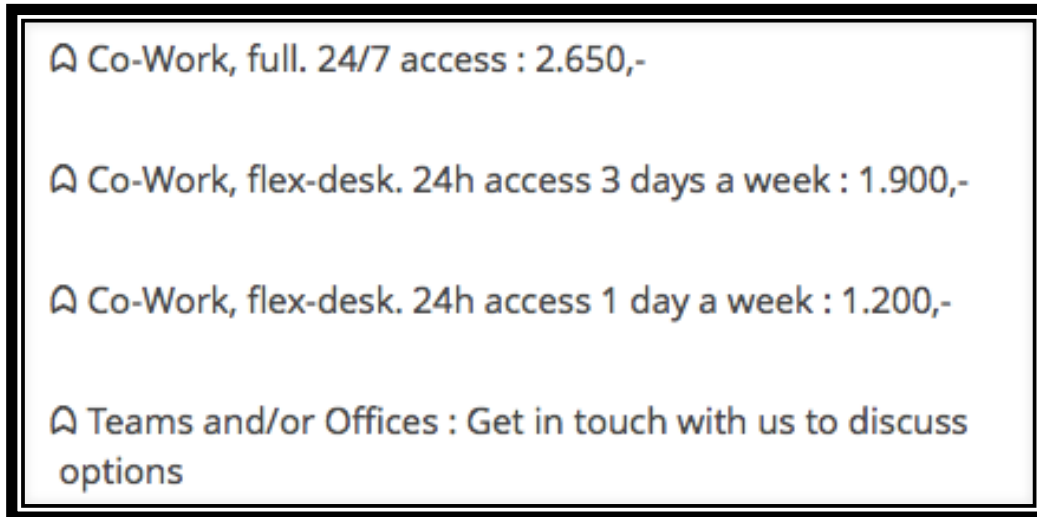 Co-Work, full. 24/7 access : 2.650,-
Co-Work, flex-desk. 24h access 3 days a week : 1.900,-
Co-Work, flex-desk. 24h access 1 day a week : 1.200,-
Teams and/or Offices : Get in touch with us to discuss
options